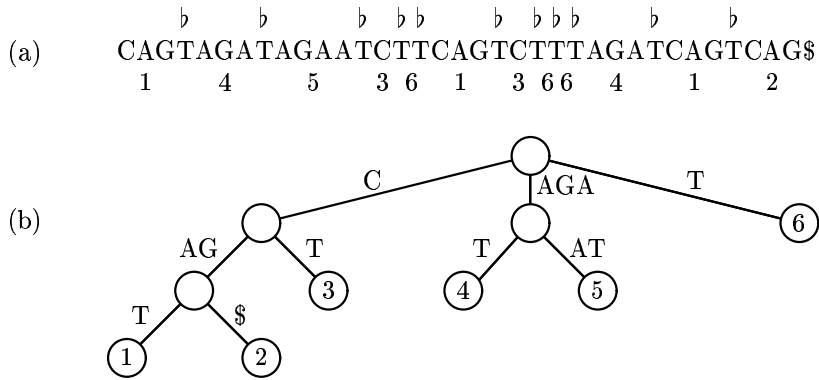 ♭ ♭ ♭ ♭ ♭ ♭ ♭ ♭ ♭ ♭ ♭
(a) CAGTAGATAGAATCTTCAGTCTTTAGATCAGTCAG$
1 4 5 3 6 1 3 6 6 4 1 2
C AGA T
(b) 6
AG T T AT
3 4 5
T $
1 2